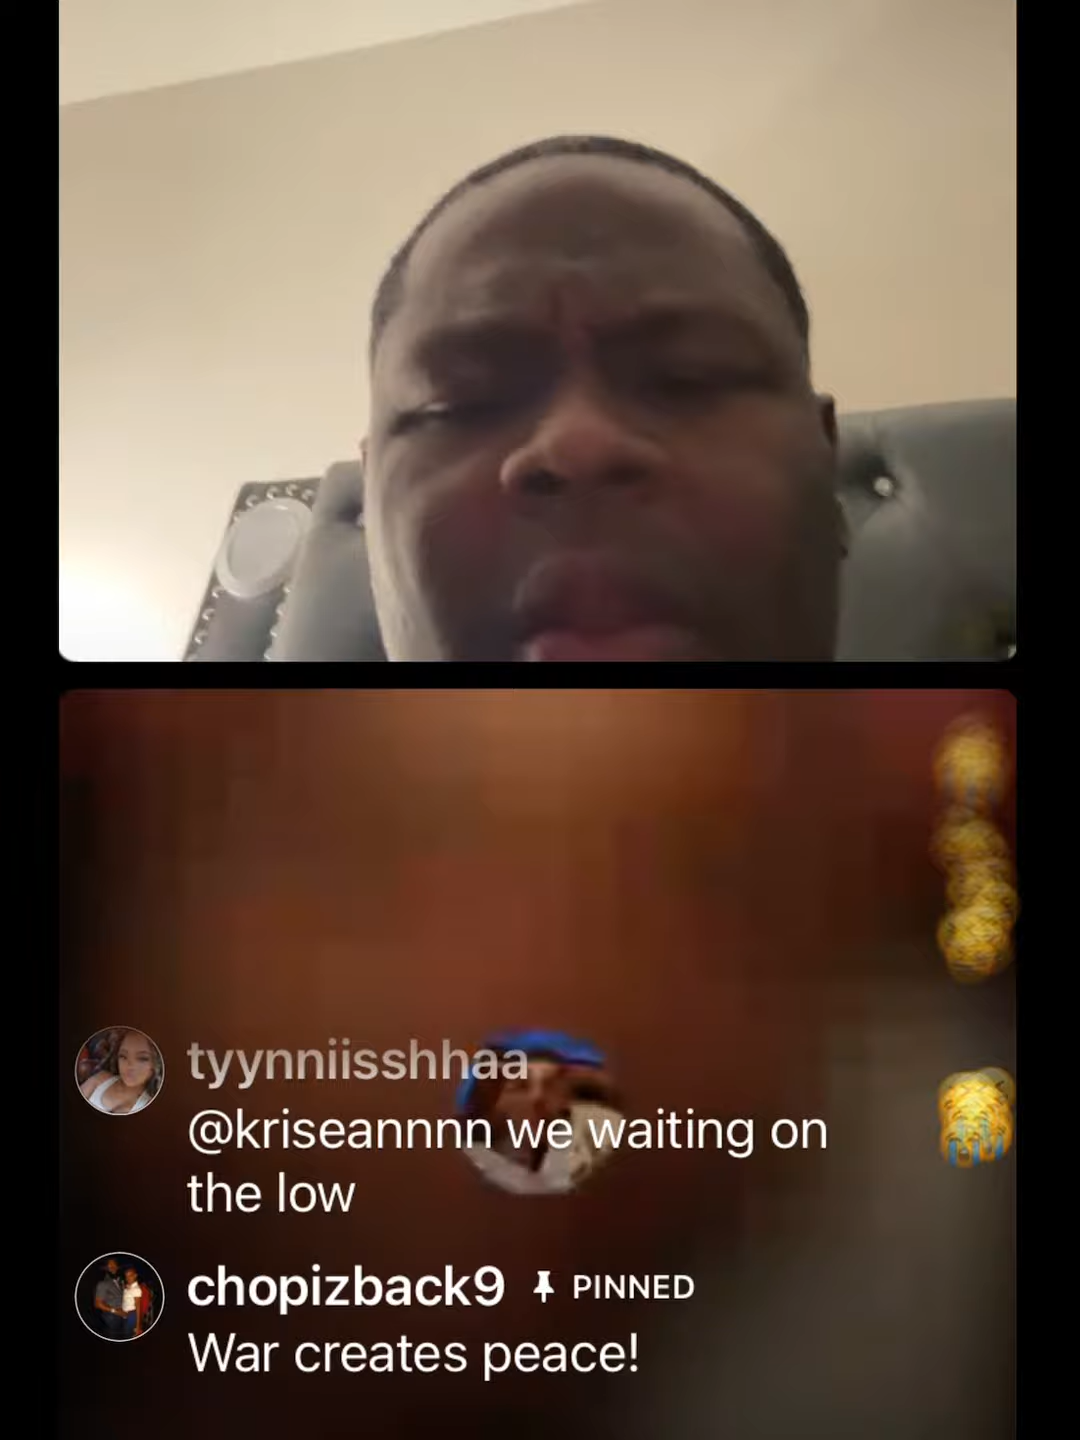 tyynniisshhaa
@kriseannnn we waiting on
the low
chopizback9 PINNED
War creates peace!